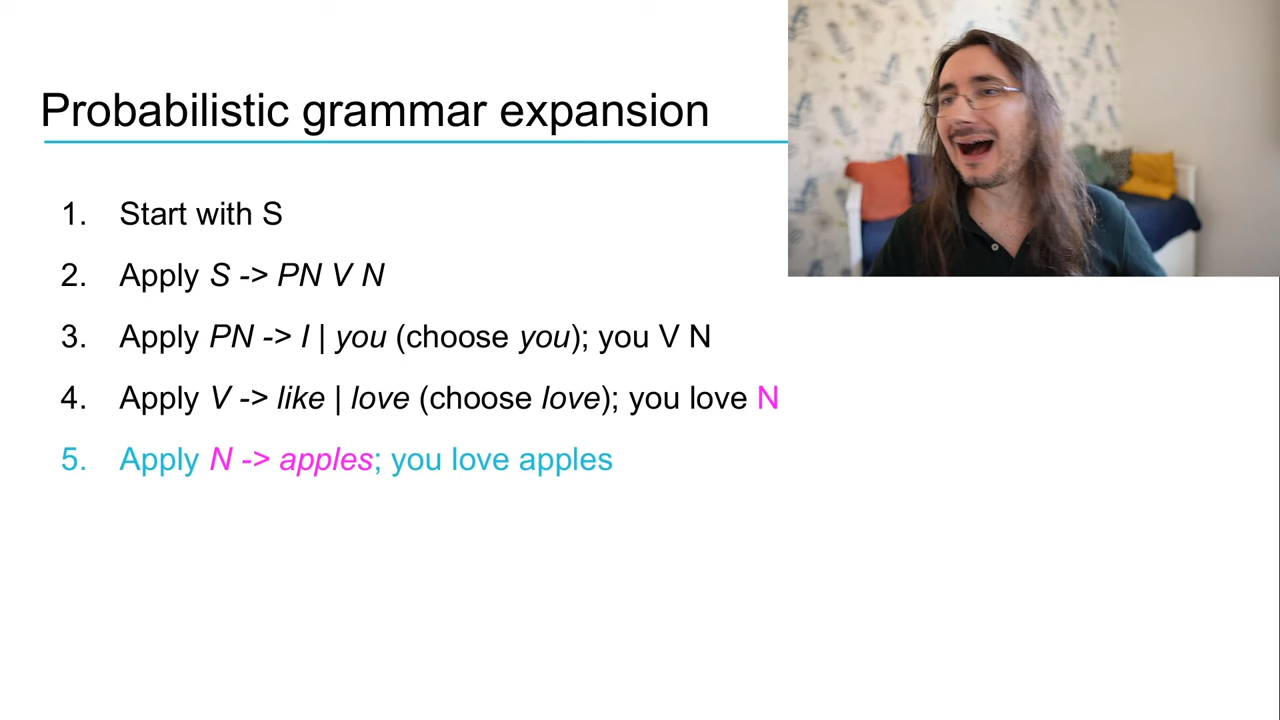 Probabilistic grammar expansion
1. Start with S
2. Apply S -> PN V N
3. Apply PN -> I | you (choose you); you V N
4. Apply V -> like | love (choose love); you love N
5. Apply N -> apples; you love apples